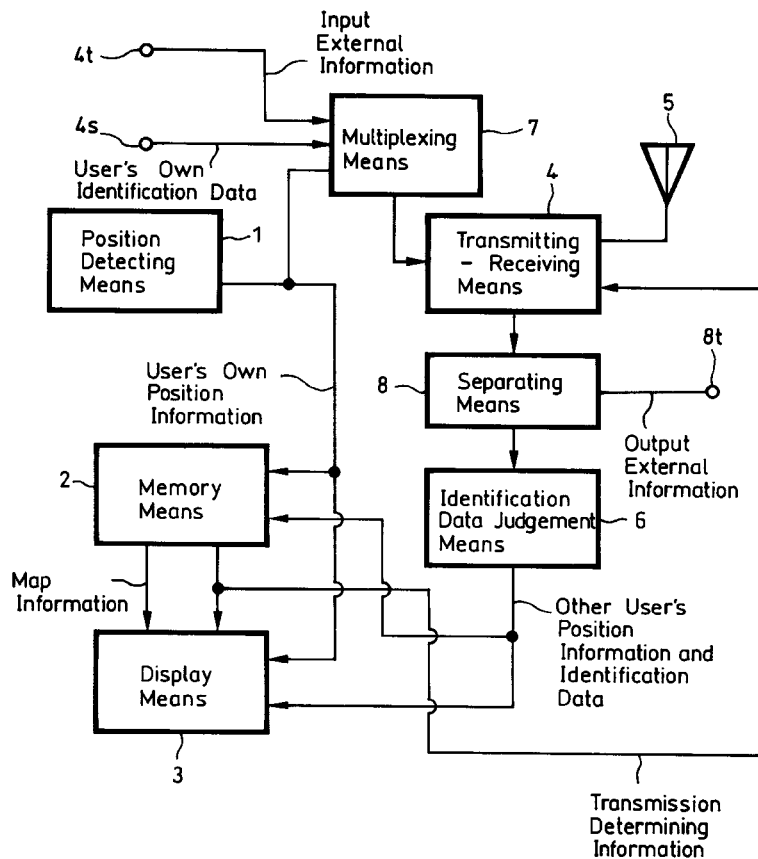 4t
Input
External
Information
4s
User's Own
Identification Data
Multiplexing
Means
7
5
Position
Detecting
Means
1
4
Transmitting
- Receiving
Means
User's Own
Position
Information
8
Separating
Means
8t
Output
External
Information
2
Memory
Means
Identification
Data Judgement
Means
6
Map
Information
Other User's
Position
Information and
Identification
Data
Display
Means
3
Transmission
Determining
Information